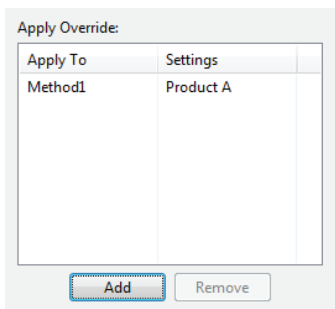 Apply Override:
Apply To Settings
Method1 Product A
Add Remove